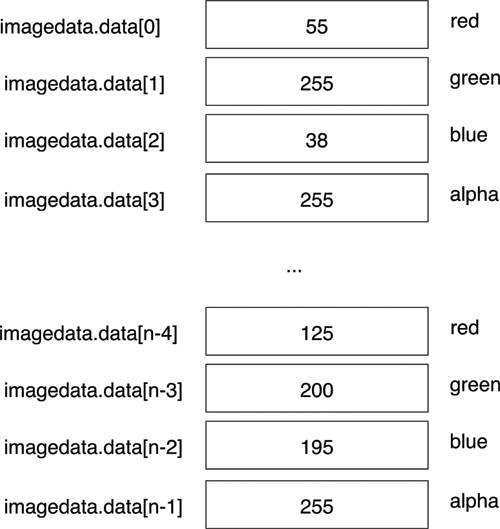 imagedata.data[0] 55 red
imagedata.data[1] 255 green
imagedata.data[2] 38 blue
imagedata.data[3] 255 alpha
...
imagedata.data[n-4] 125 red
imagedata.data[n-3] 200 green
imagedata.data[n-2] 195 blue
imagedata.data[n-1] 255 alpha